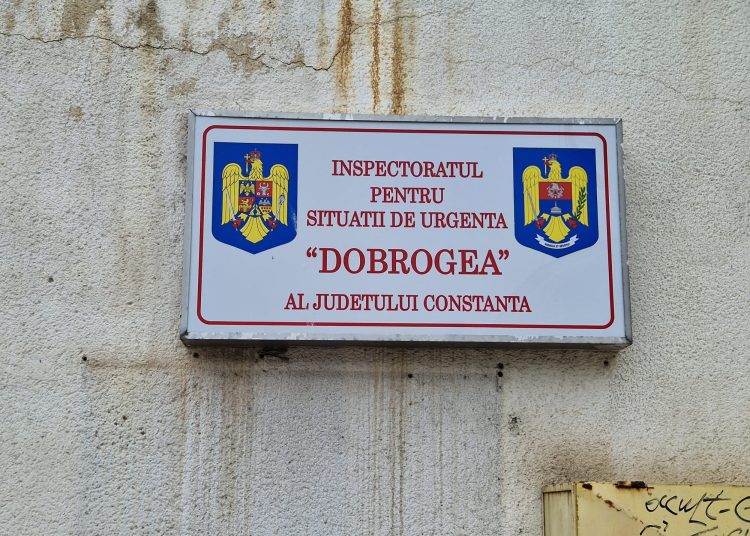 INSPECTORATUL
PENTRU
SITUATII DE URGENTA
“DOBROGEA”
AL JUDETULUI CONSTANTA